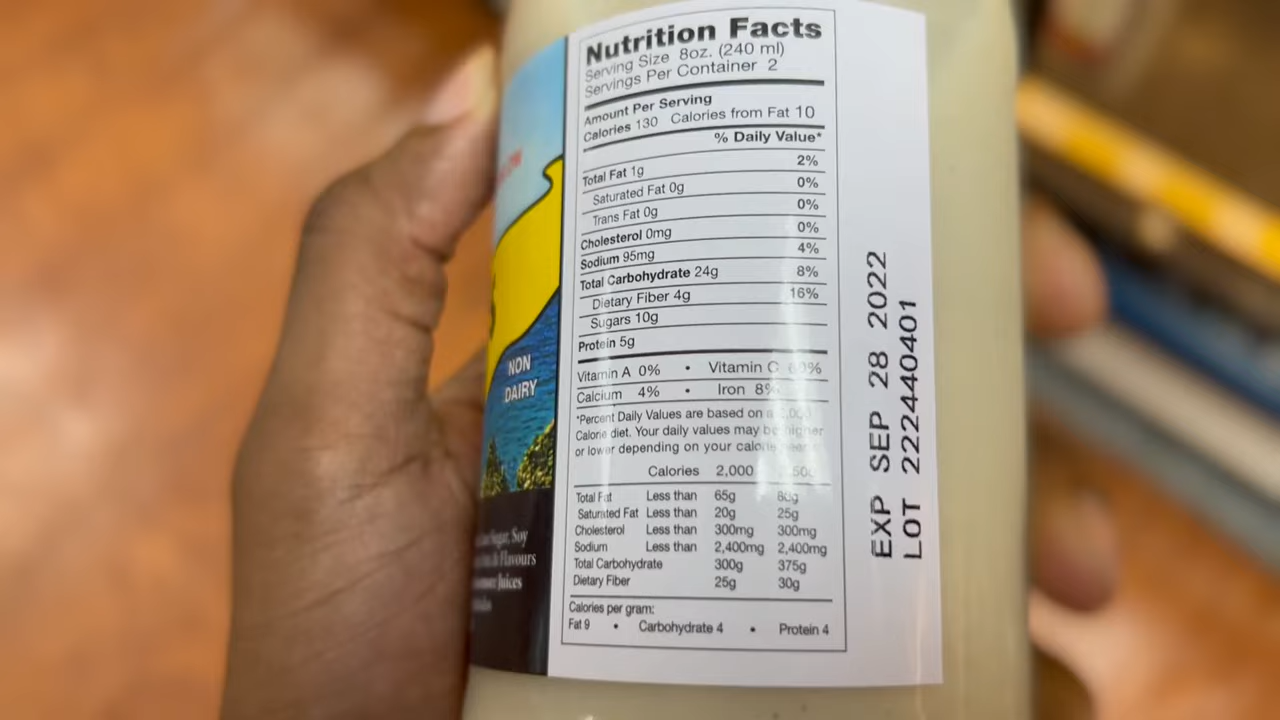 Nutrition Facts
Serving Size 8oz. (240 ml)
Servings Per Container 2
Amount Per Serving
Calories 130 Calories from Fat 10
% Daily Value*
Total Fat 1g 2%
Saturated Fat 0g 0%
Trans Fat 0g 0%
Cholesterol 0mg 0%
Sodium 95mg 4%
Total Carbohydrate 24g 8%
Dietary Fiber 4g 16%
Sugars 10g
Protein 5g
Vitamin A 0% • Vitamin C
Calcium 4% • Iron 8%
*Percent Daily Values are based on a 2,000
Calorie diet. Your daily values may be higher
or lower depending on your calorie
Calories 2,000
Total Fat Less than 65g 80g
Saturated Fat Less than 20g 25g
Cholesterol Less than 300mg 300mg
Sodium Less than 2,400mg 2,400mg
Total Carbohydrate 300g 375g
Dietary Fiber 25g 30g
Calories per gram:
Fat 9 • Carbohydrate 4 • Protein 4
EXP SEP 28 2022
LOT 222440401
NON
DAIRY
Sugar, Soy
& Flavours
Juices